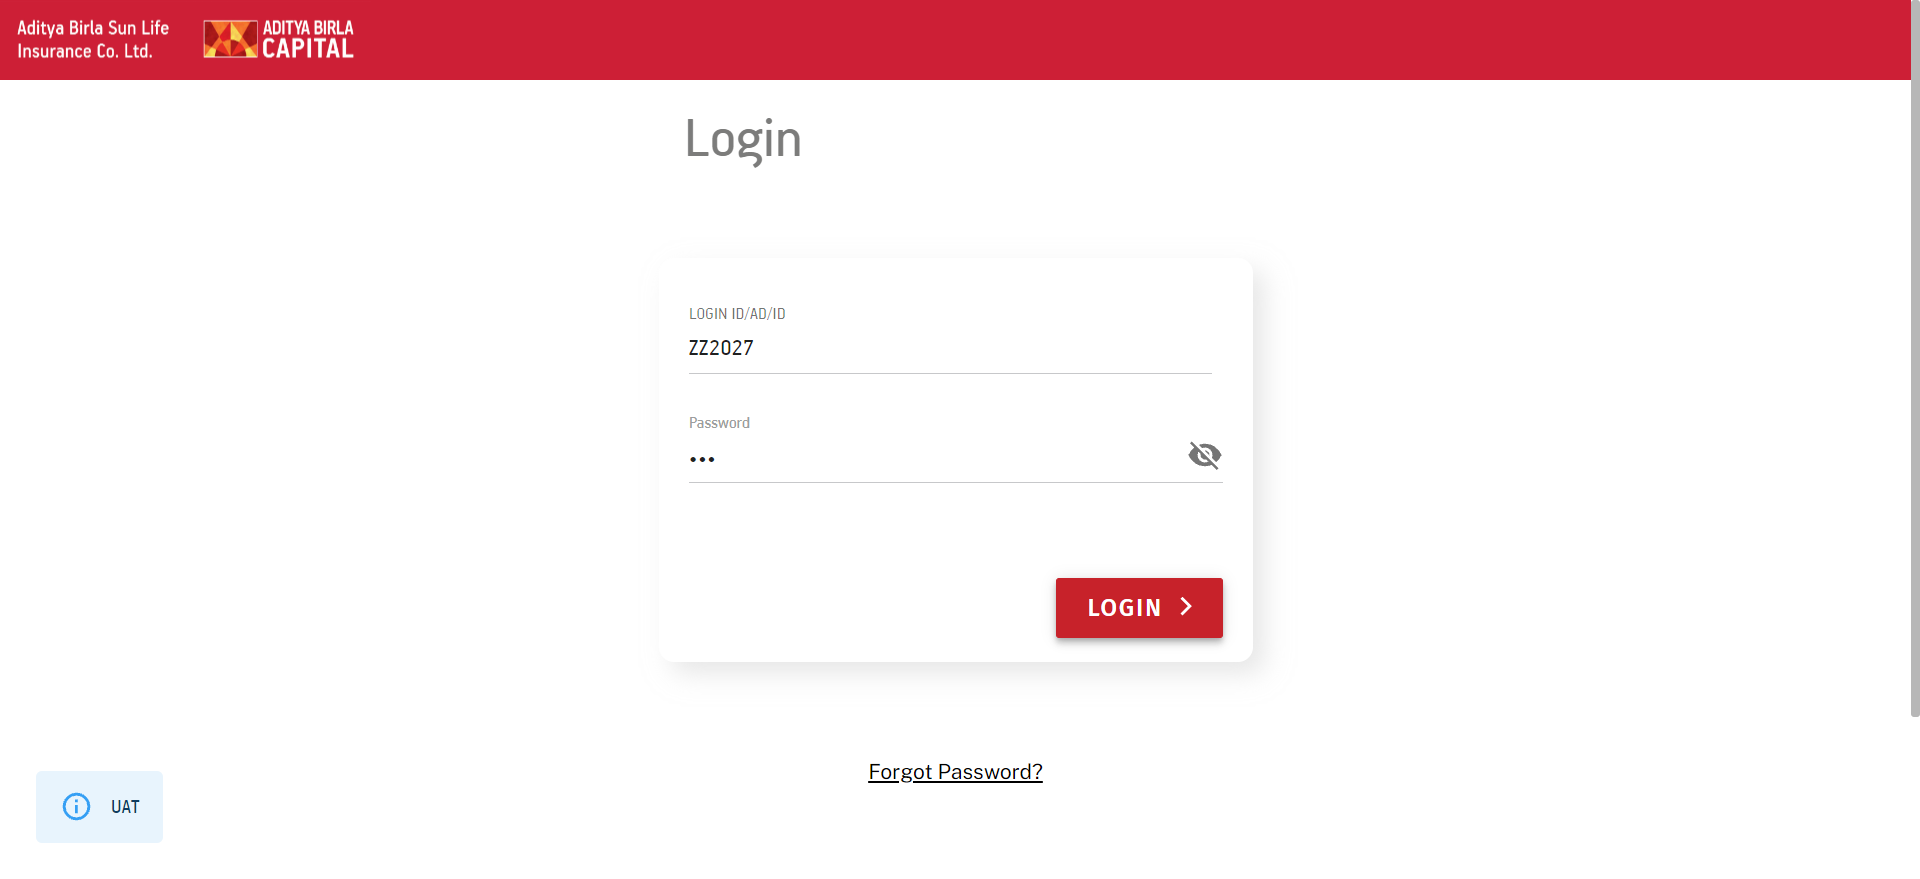 Aditya Birla Sun Life
Insurance Co. Ltd.
ADITYA BIRLA
CAPITAL
Login
LOGIN ID/AD/ID
ZZ2027
Password
•••
LOGIN
Forgot Password?
UAT